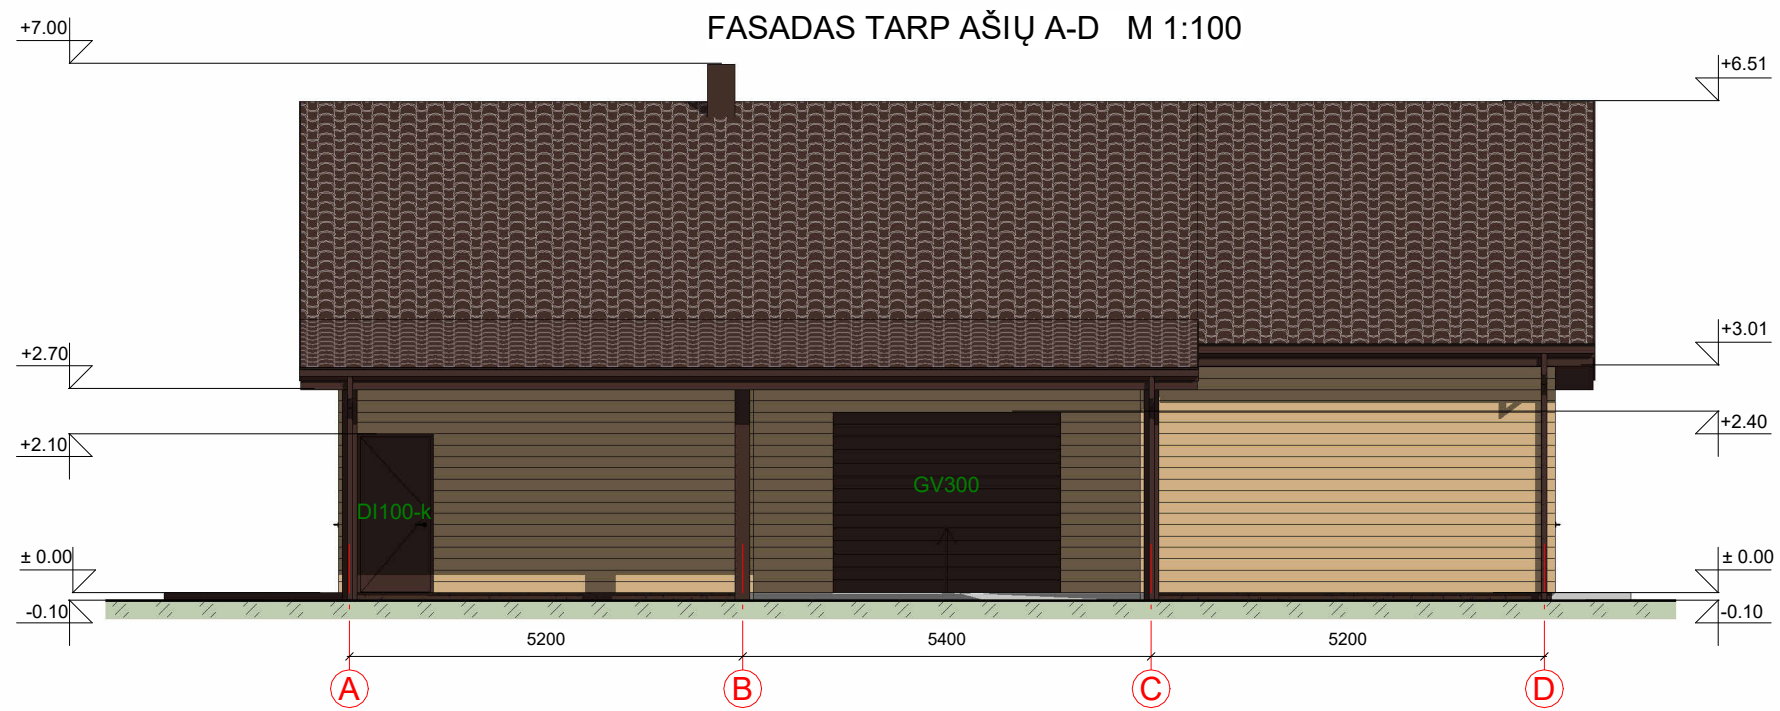 FASADAS TARP AŠIŲ A-D M 1:100
+7.00
+6.51
+2.70
+3.01
+2.10
+2.40
GV300
DI100-k
± 0.00
± 0.00
-0.10
-0.10
5200
5400
5200
A
B
C
D